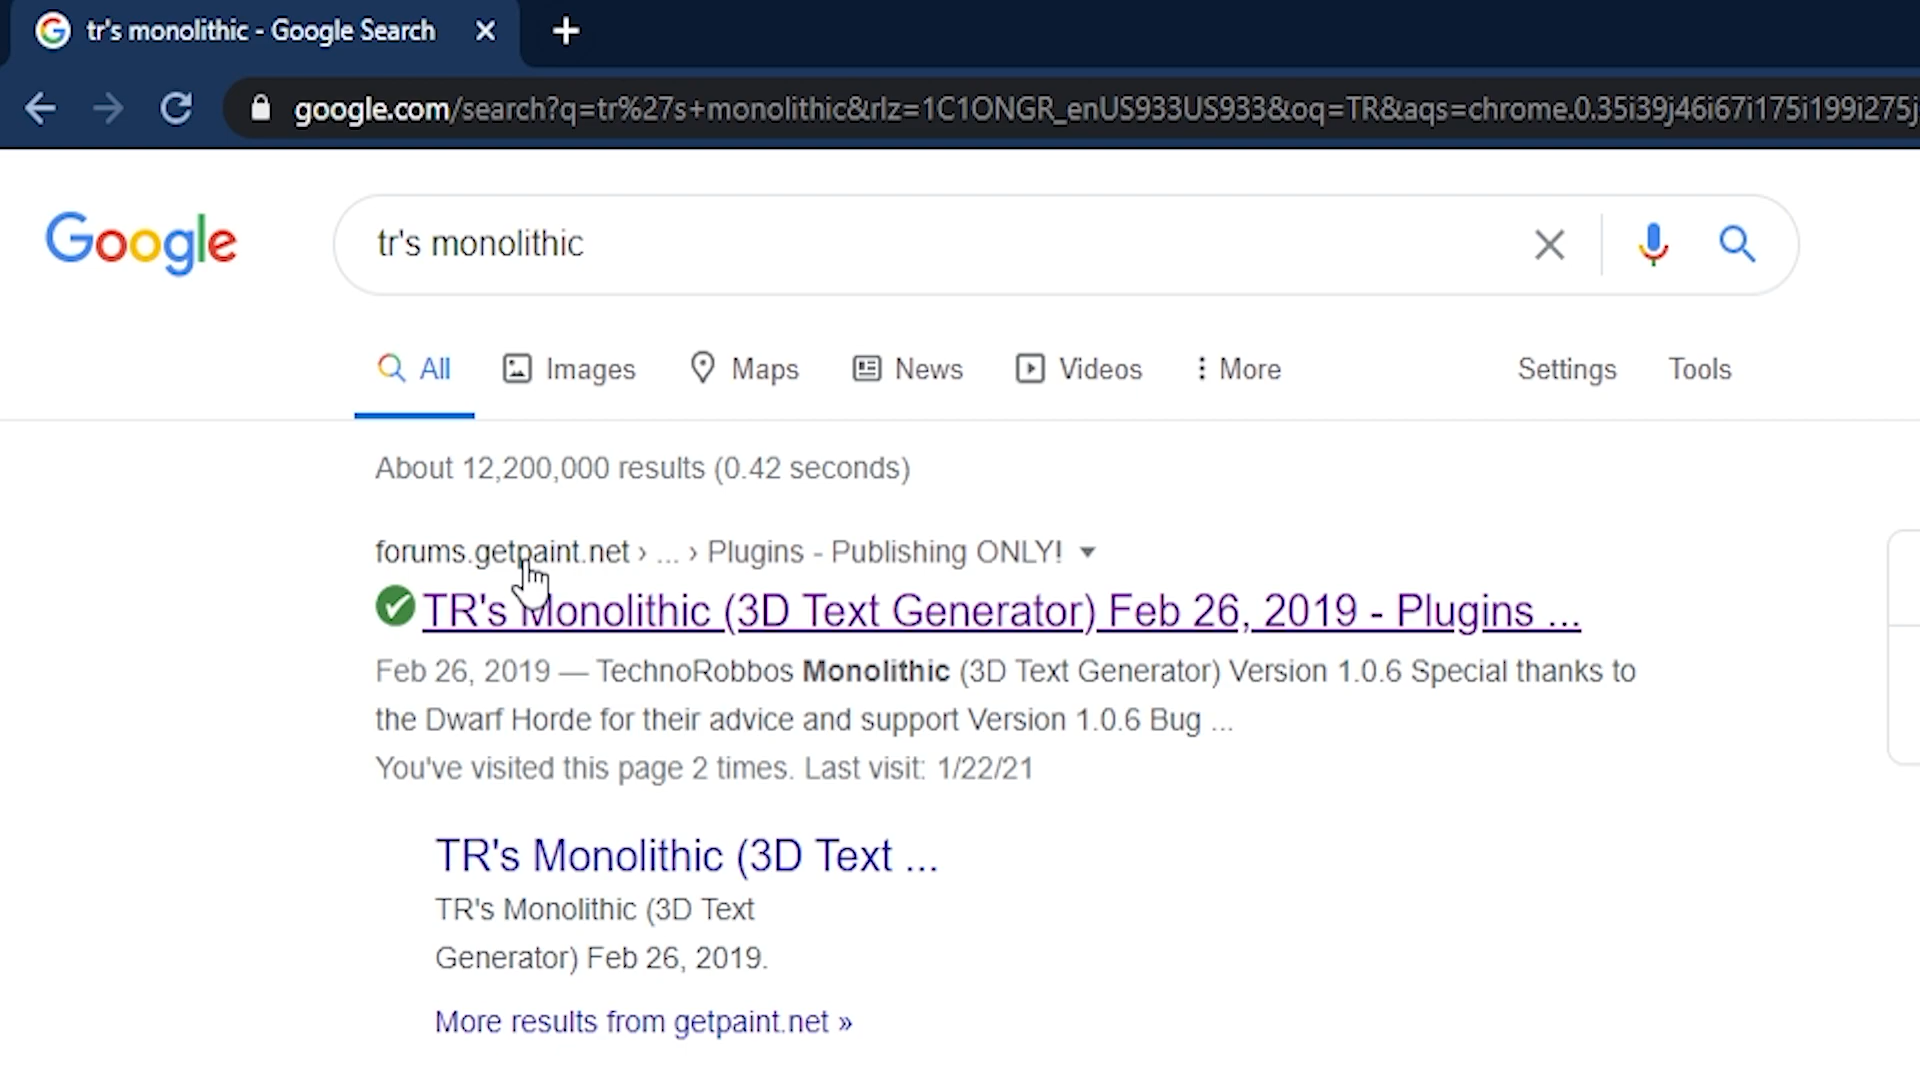 tr's monolithic - Google Search
google.com/search?q=tr%27s+monolithic&rlz=1C1ONGR_enUS933US933&oq=TR&aqs=chrome.0.35i39j46i67i175i199i275j
Google
tr's monolithic
All Images Maps News Videos More Settings Tools
About 12,200,000 results (0.42 seconds)
forums.getpaint.net › ... › Plugins - Publishing ONLY!
TR's Monolithic (3D Text Generator) Feb 26, 2019 - Plugins ...
Feb 26, 2019 — TechnoRobbos Monolithic (3D Text Generator) Version 1.0.6 Special thanks to
the Dwarf Horde for their advice and support Version 1.0.6 Bug ...
You've visited this page 2 times. Last visit: 1/22/21
TR's Monolithic (3D Text ...
TR's Monolithic (3D Text
Generator) Feb 26, 2019.
More results from getpaint.net »